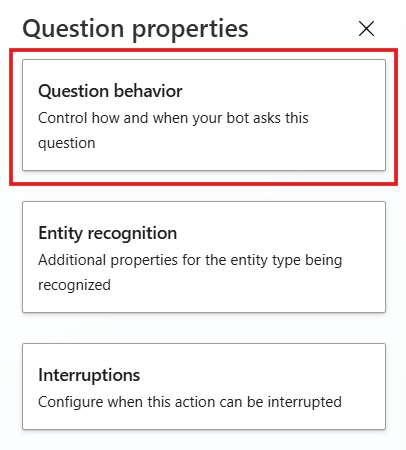 Question properties
Question behavior
Control how and when your bot asks this
question
Entity recognition
Additional properties for the entity type being
recognized
Interruptions
Configure when this action can be interrupted